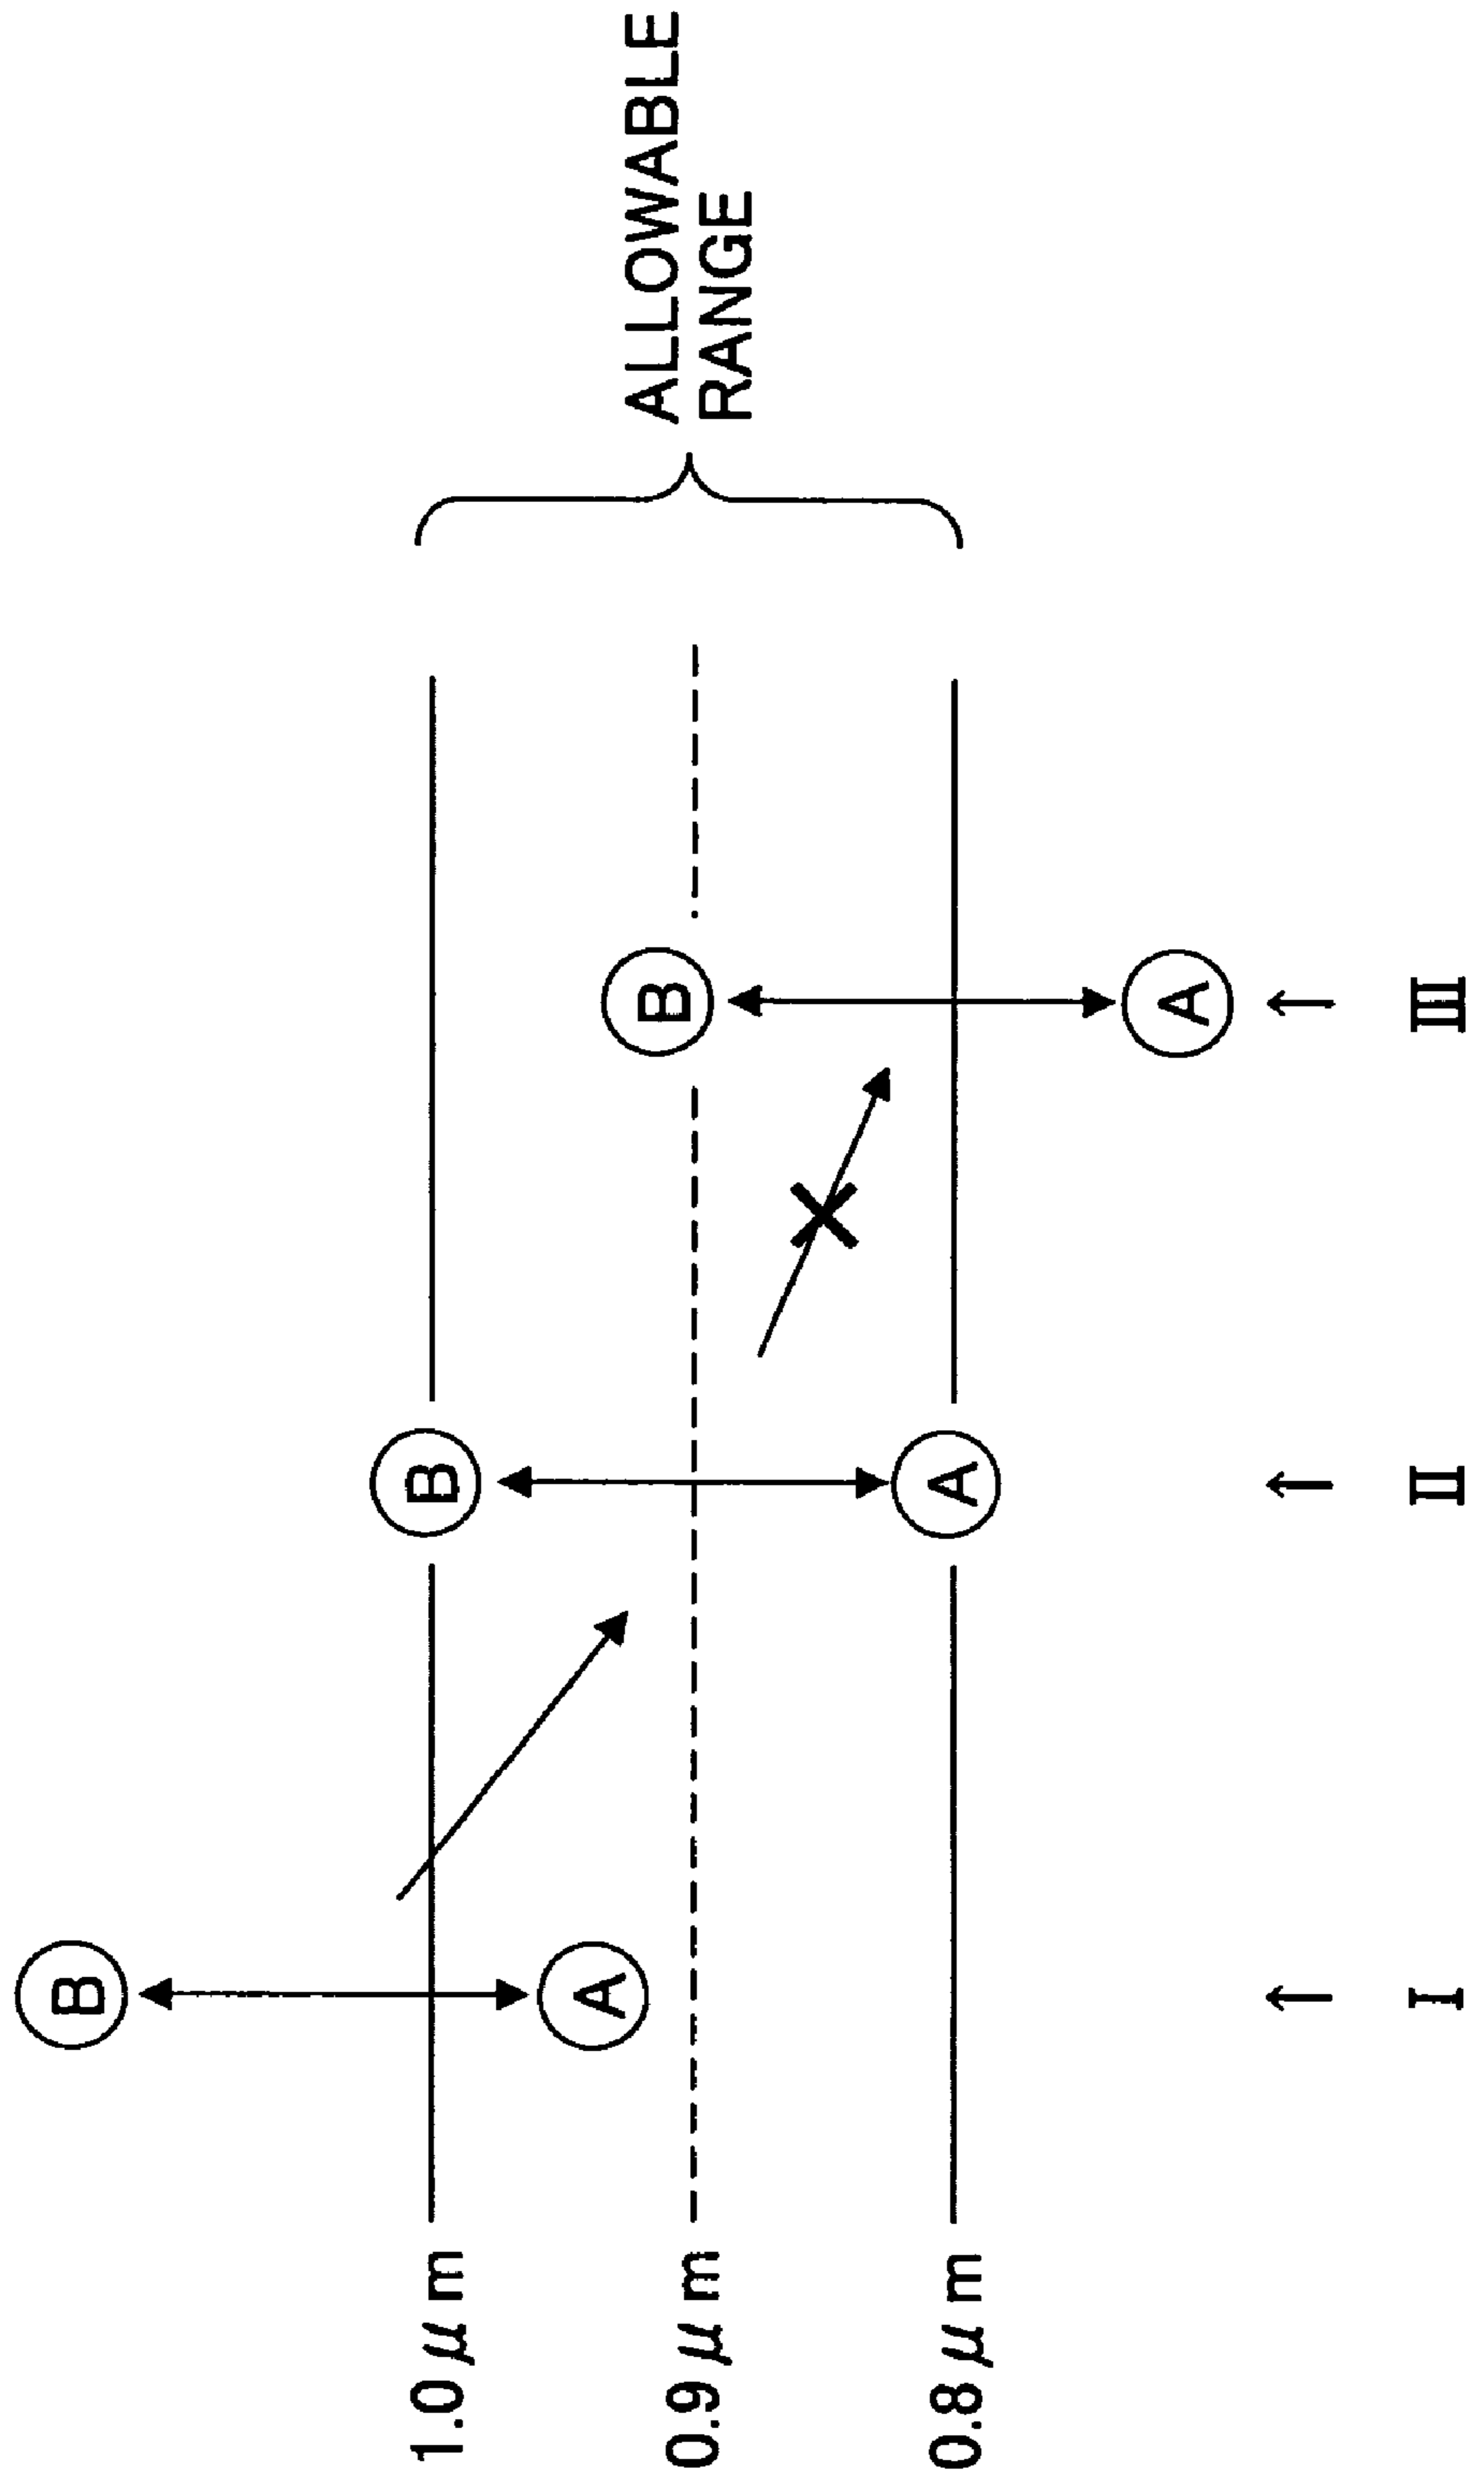 B
1.0 μm B
A B ALLOWABLE
0.9 μm RANGE
0.8 μm A
A
↑ ↑ ↑
I II III